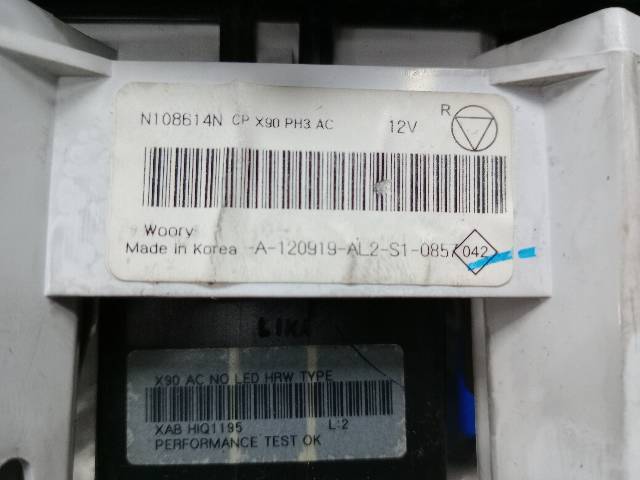 N108614N CP X90 PH3 AC 12V R
Woory
Made in Korea -A-120919-AL2-S1-0857 042
X90 AC NO LED HRW TYPE
XAB HIQ1195 L:2
PERFORMANCE TEST OK